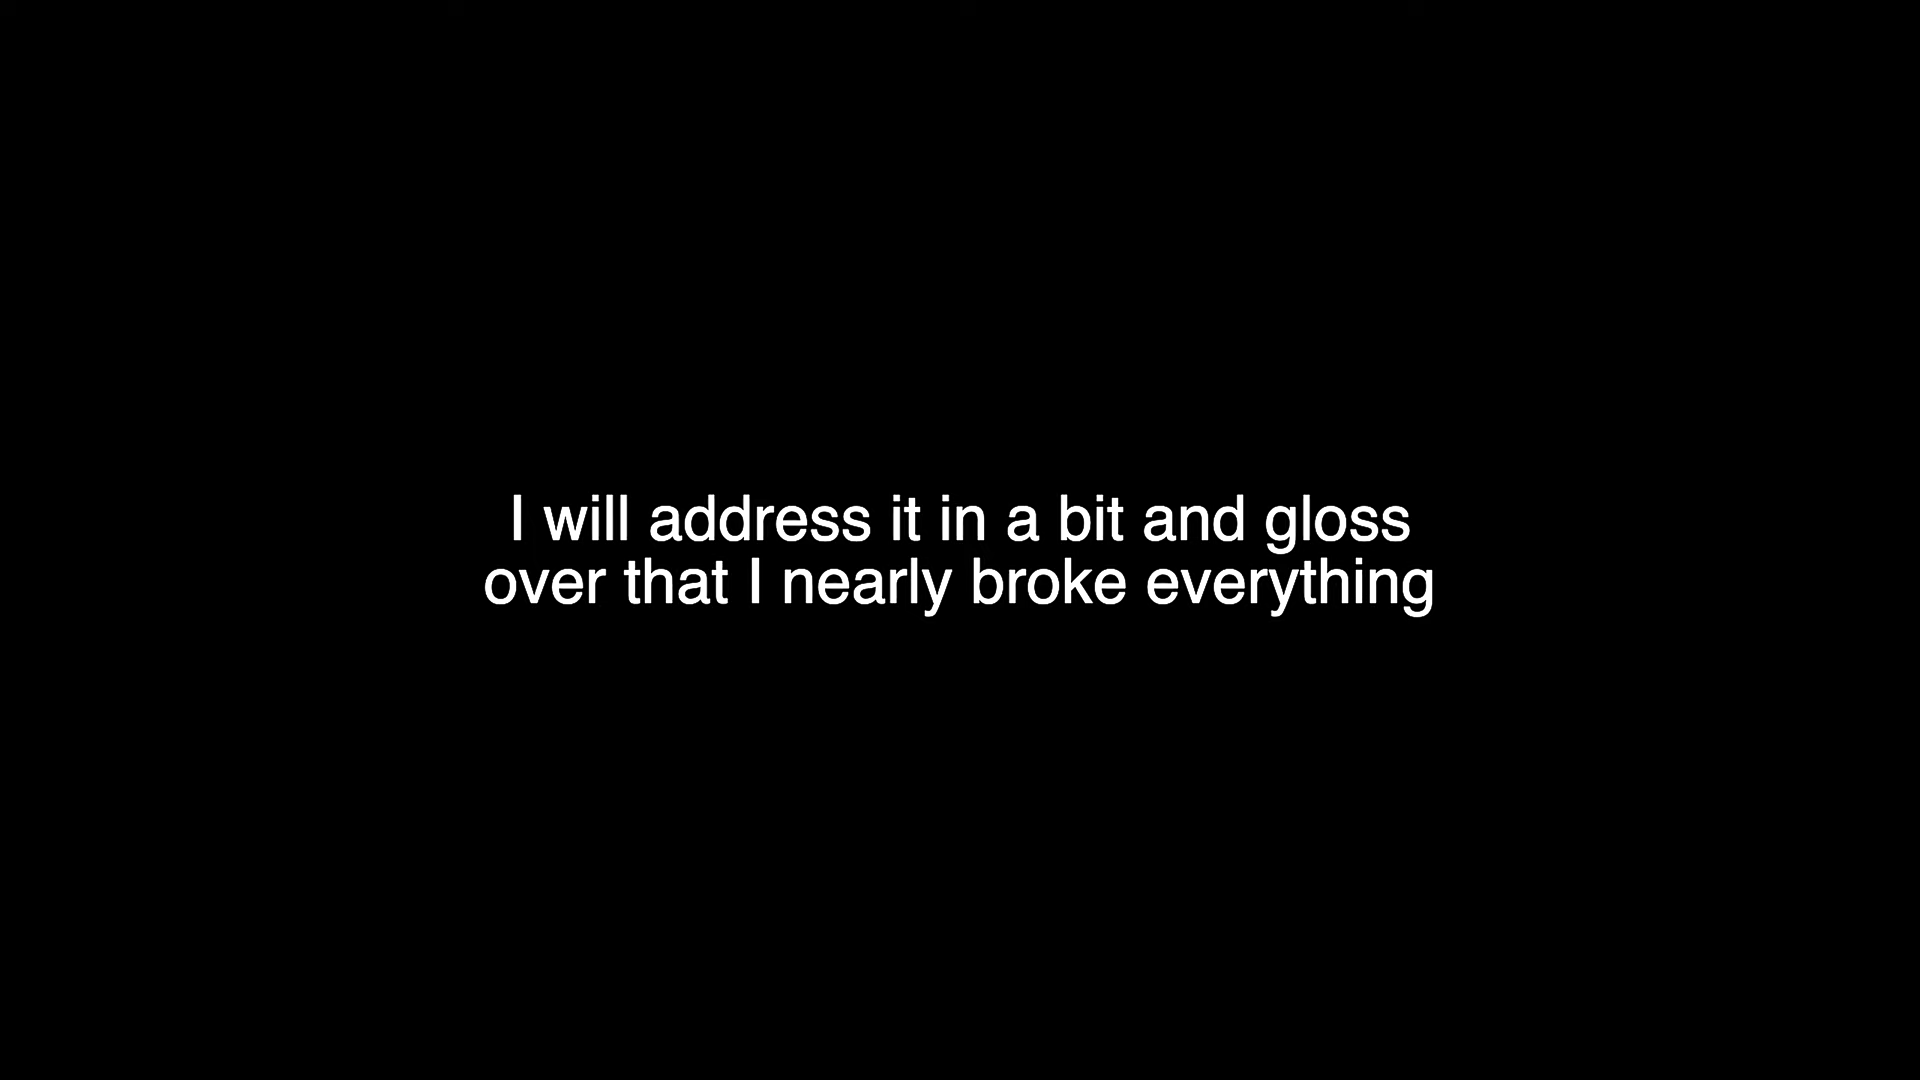 I will address it in a bit and gloss
over that I nearly broke everything